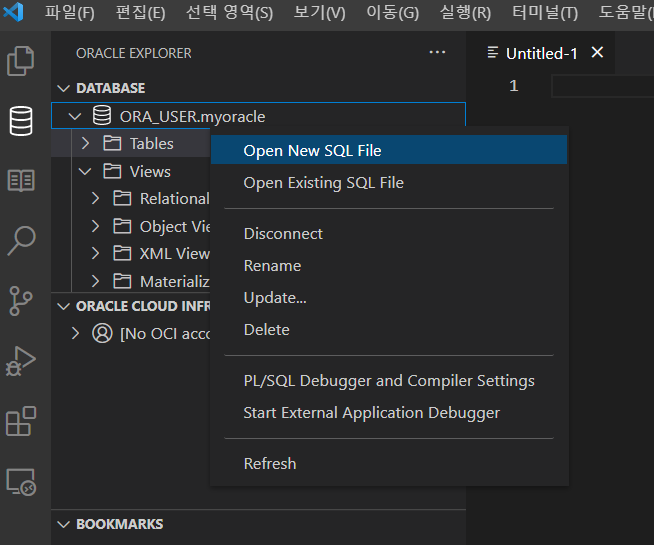 파일(F) 편집(E) 선택 영역(S) 보기(V) 이동(G) 실행(R) 터미널(T) 도움말(
ORACLE EXPLORER ···
Untitled-1
DATABASE
1
ORA_USER.myoracle
Tables
Views
Relational
Object Vie
XML View
Materializ
ORACLE CLOUD INFR
[No OCI acco
BOOKMARKS
Open New SQL File
Open Existing SQL File
Disconnect
Rename
Update...
Delete
PL/SQL Debugger and Compiler Settings
Start External Application Debugger
Refresh